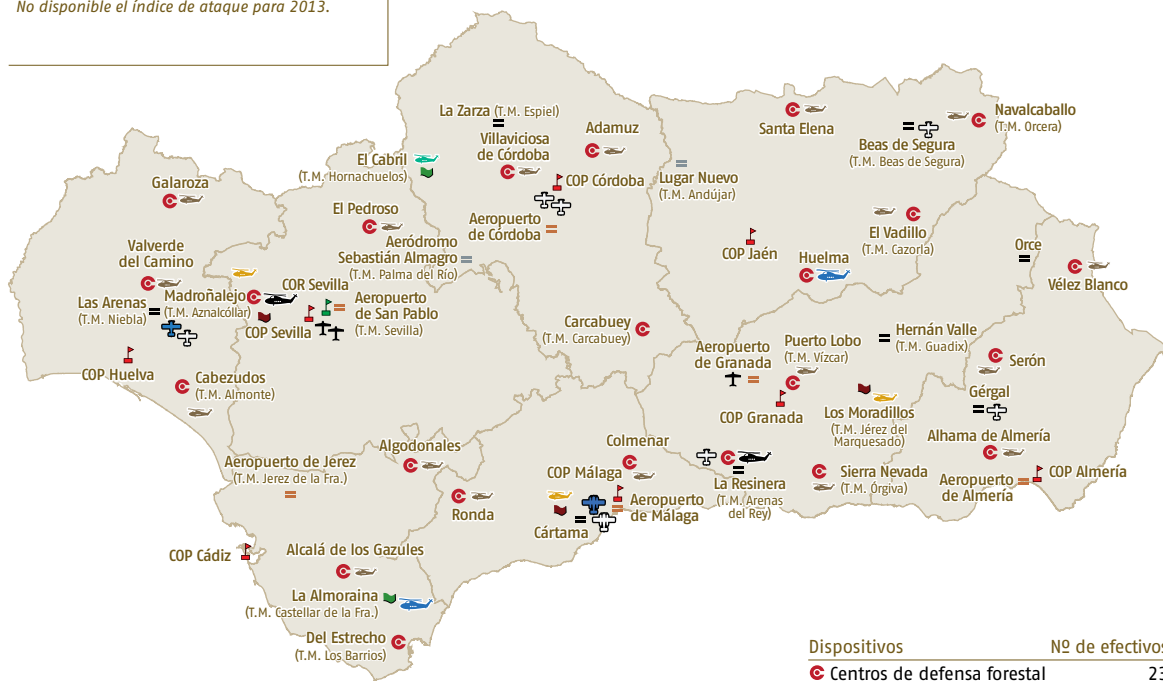 No disponible el índice de ataque para 2013.
La Zarza (T.M. Espiel)
Villaviciosa
de Córdoba
Adamuz
Santa Elena
Navalcaballo
(T.M. Orcera)
Beas de Segura
(T.M. Beas de Segura)
El Cabril
(T.M. Hornachuelos)
COP Córdoba
Lugar Nuevo
(T.M. Andújar)
Galaroza
El Pedroso
Aeropuerto
de Córdoba
El Vadillo
(T.M. Cazorla)
Aeródromo
Sebastián Almagro
(T.M. Palma del Río)
COP Jaén
Huelma
Orce
Vélez Blanco
Valverde
del Camino
Las Arenas
(T.M. Niebla)
Madroñalejo
(T.M. Aznalcóllar)
COR Sevilla
COP Sevilla
Aeropuerto
de San Pablo
(T.M. Sevilla)
Carcabuey
(T.M. Carcabuey)
Aeropuerto
de Granada
Puerto Lobo
(T.M. Vízcar)
Hernán Valle
(T.M. Guadix)
Serón
COP Huelva
Cabezudos
(T.M. Almonte)
COP Granada
Los Moradillos
(T.M. Jérez del
Marquesado)
Gérgal
Alhama de Almería
Algodonales
Colmenar
Aeropuerto de Jerez
(T.M. Jerez de la Fra.)
Ronda
COP Málaga
Aeropuerto
de Málaga
Cártama
La Resinera
(T.M. Arenas
del Rey)
Sierra Nevada
(T.M. Órgiva)
Aeropuerto
de Almería
COP Almería
COP Cádiz
Alcalá de los Gazules
La Almoraina
(T.M. Castellar de la Fra.)
Del Estrecho
(T.M. Los Barrios)
Dispositivos Nº de efectivos
Centros de defensa forestal 23